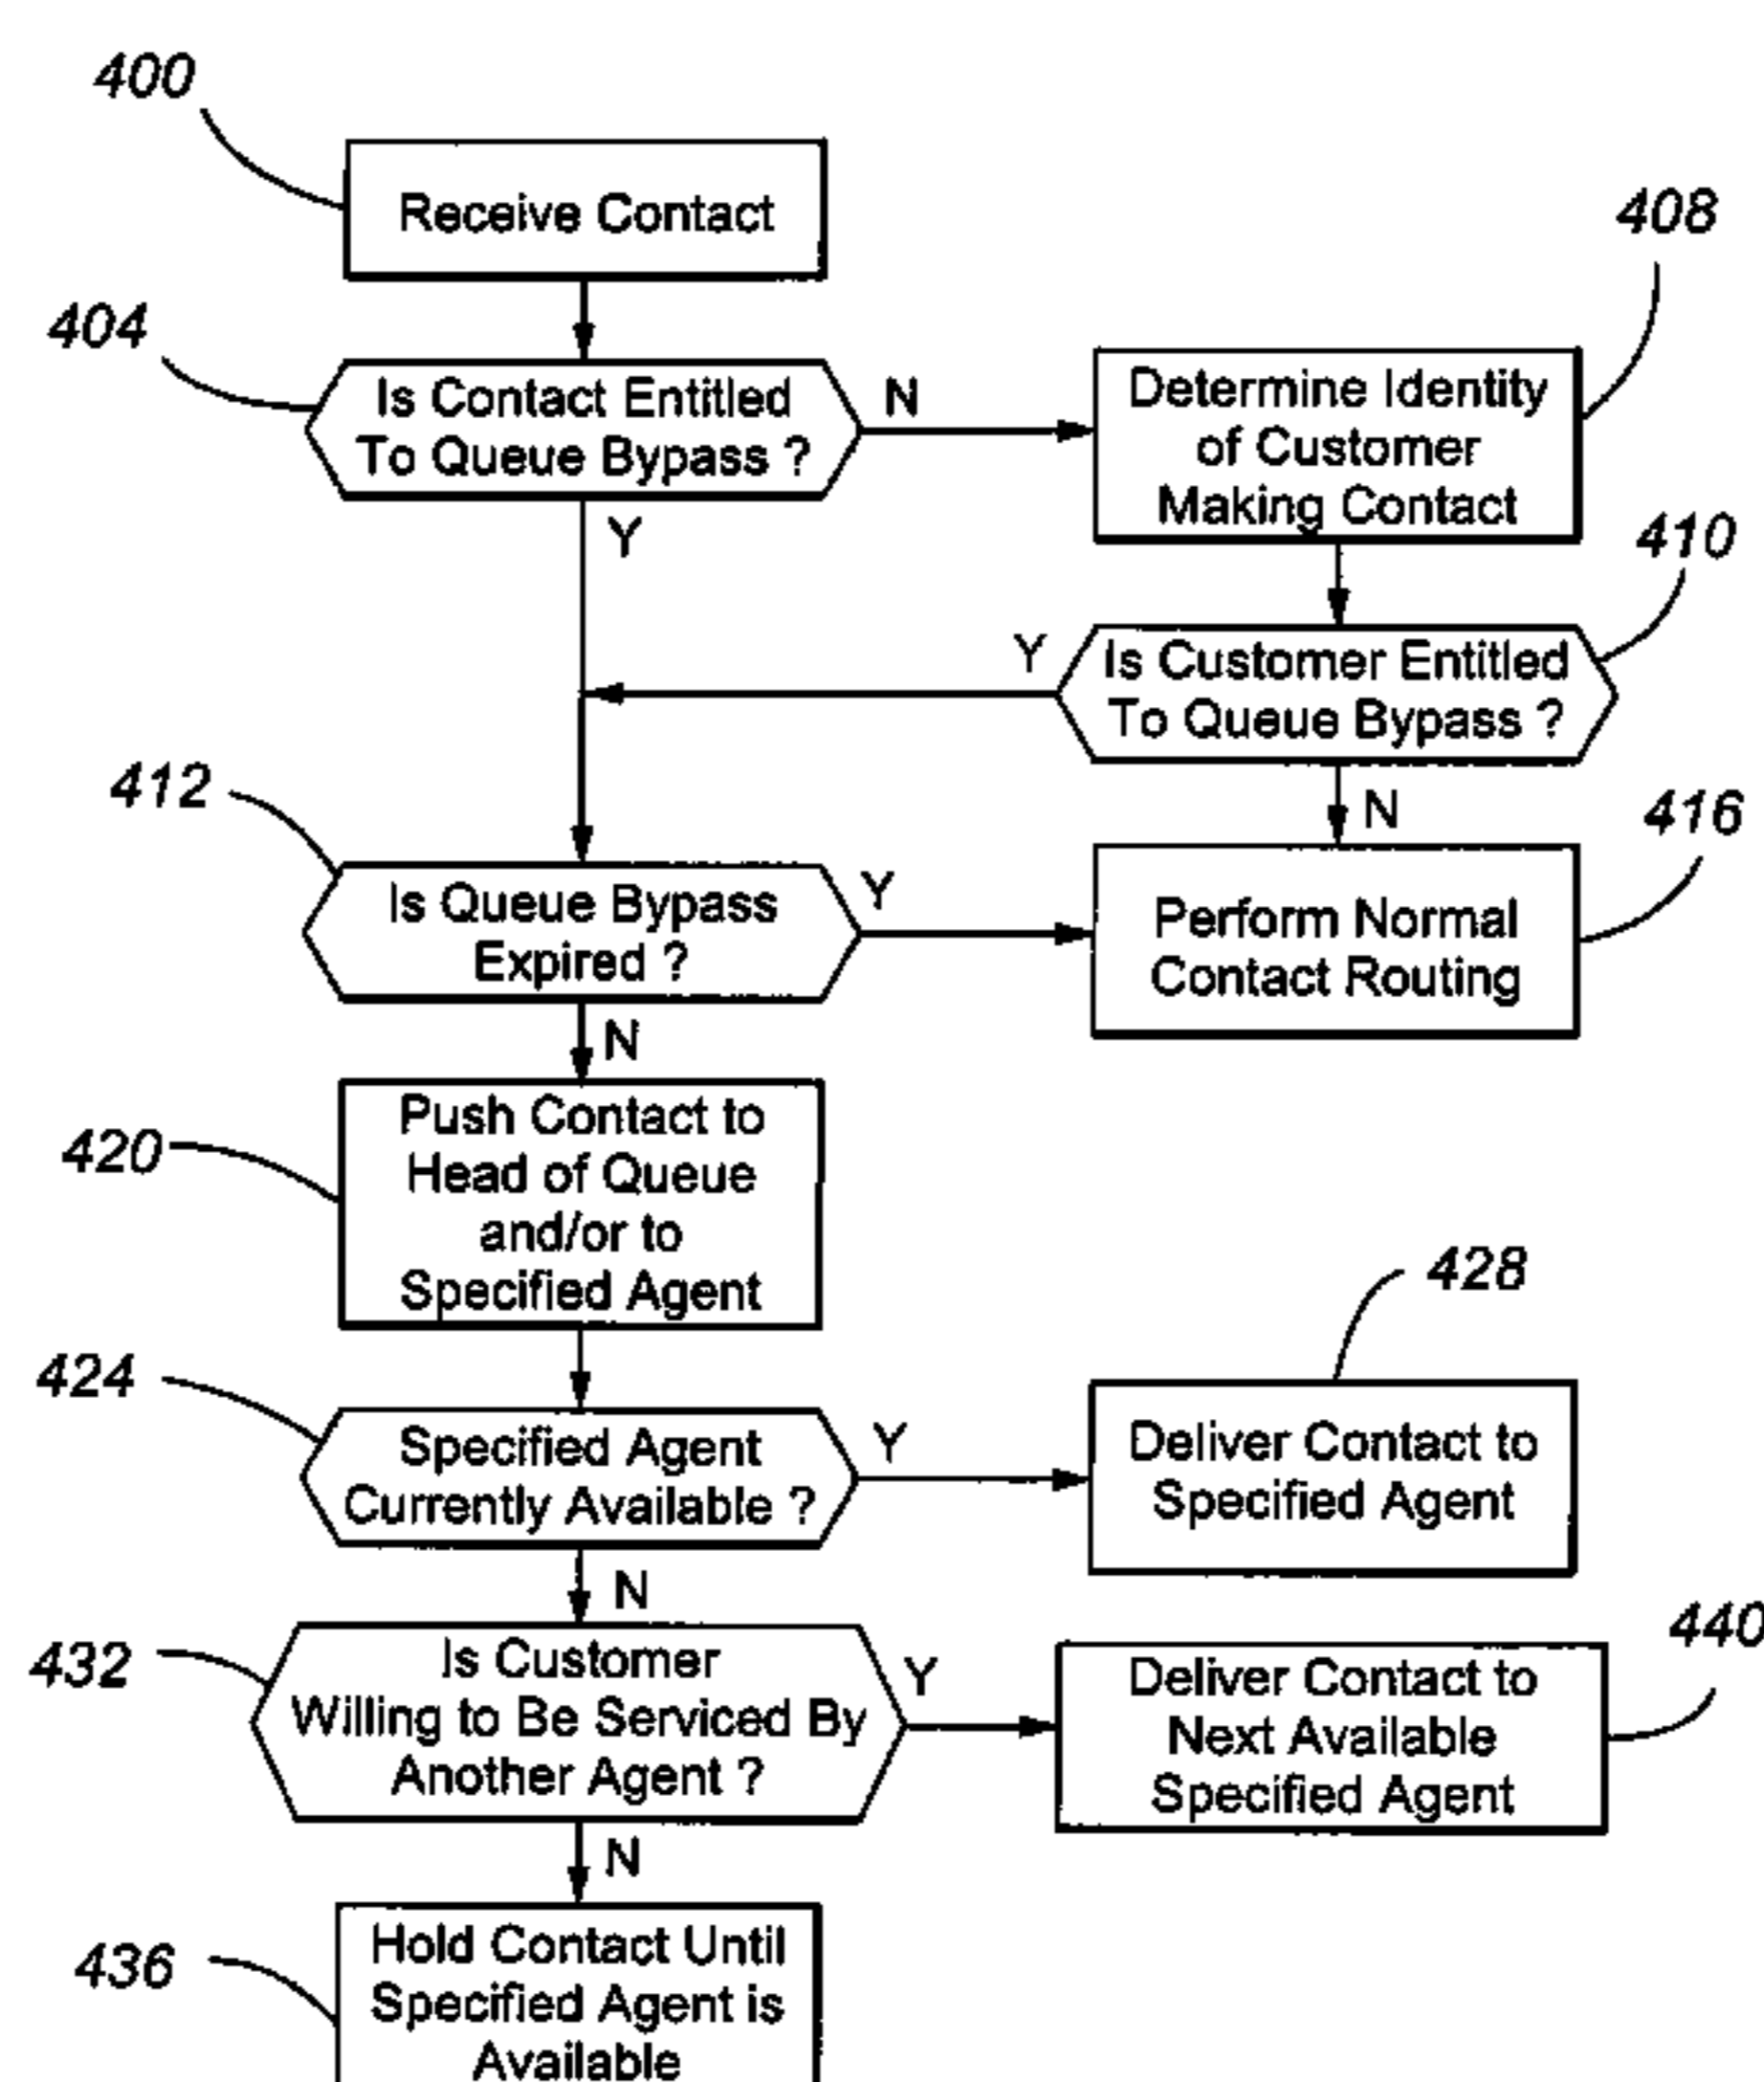 400
Receive Contact
408
404
Is Contact Entitled
To Queue Bypass ?
N
Y
Determine Identity
of Customer
Making Contact
410
Is Customer Entitled
To Queue Bypass ?
Y
N
412
Is Queue Bypass
Expired ?
Y
N
416
Perform Normal
Contact Routing
420
Push Contact to
Head of Queue
and/or to
Specified Agent
428
424
Specified Agent
Currently Available ?
Y
N
Deliver Contact to
Specified Agent
432
Is Customer
Willing to Be Serviced By
Another Agent ?
Y
N
440
Deliver Contact to
Next Available
Specified Agent
436
Hold Contact Until
Specified Agent is
Available